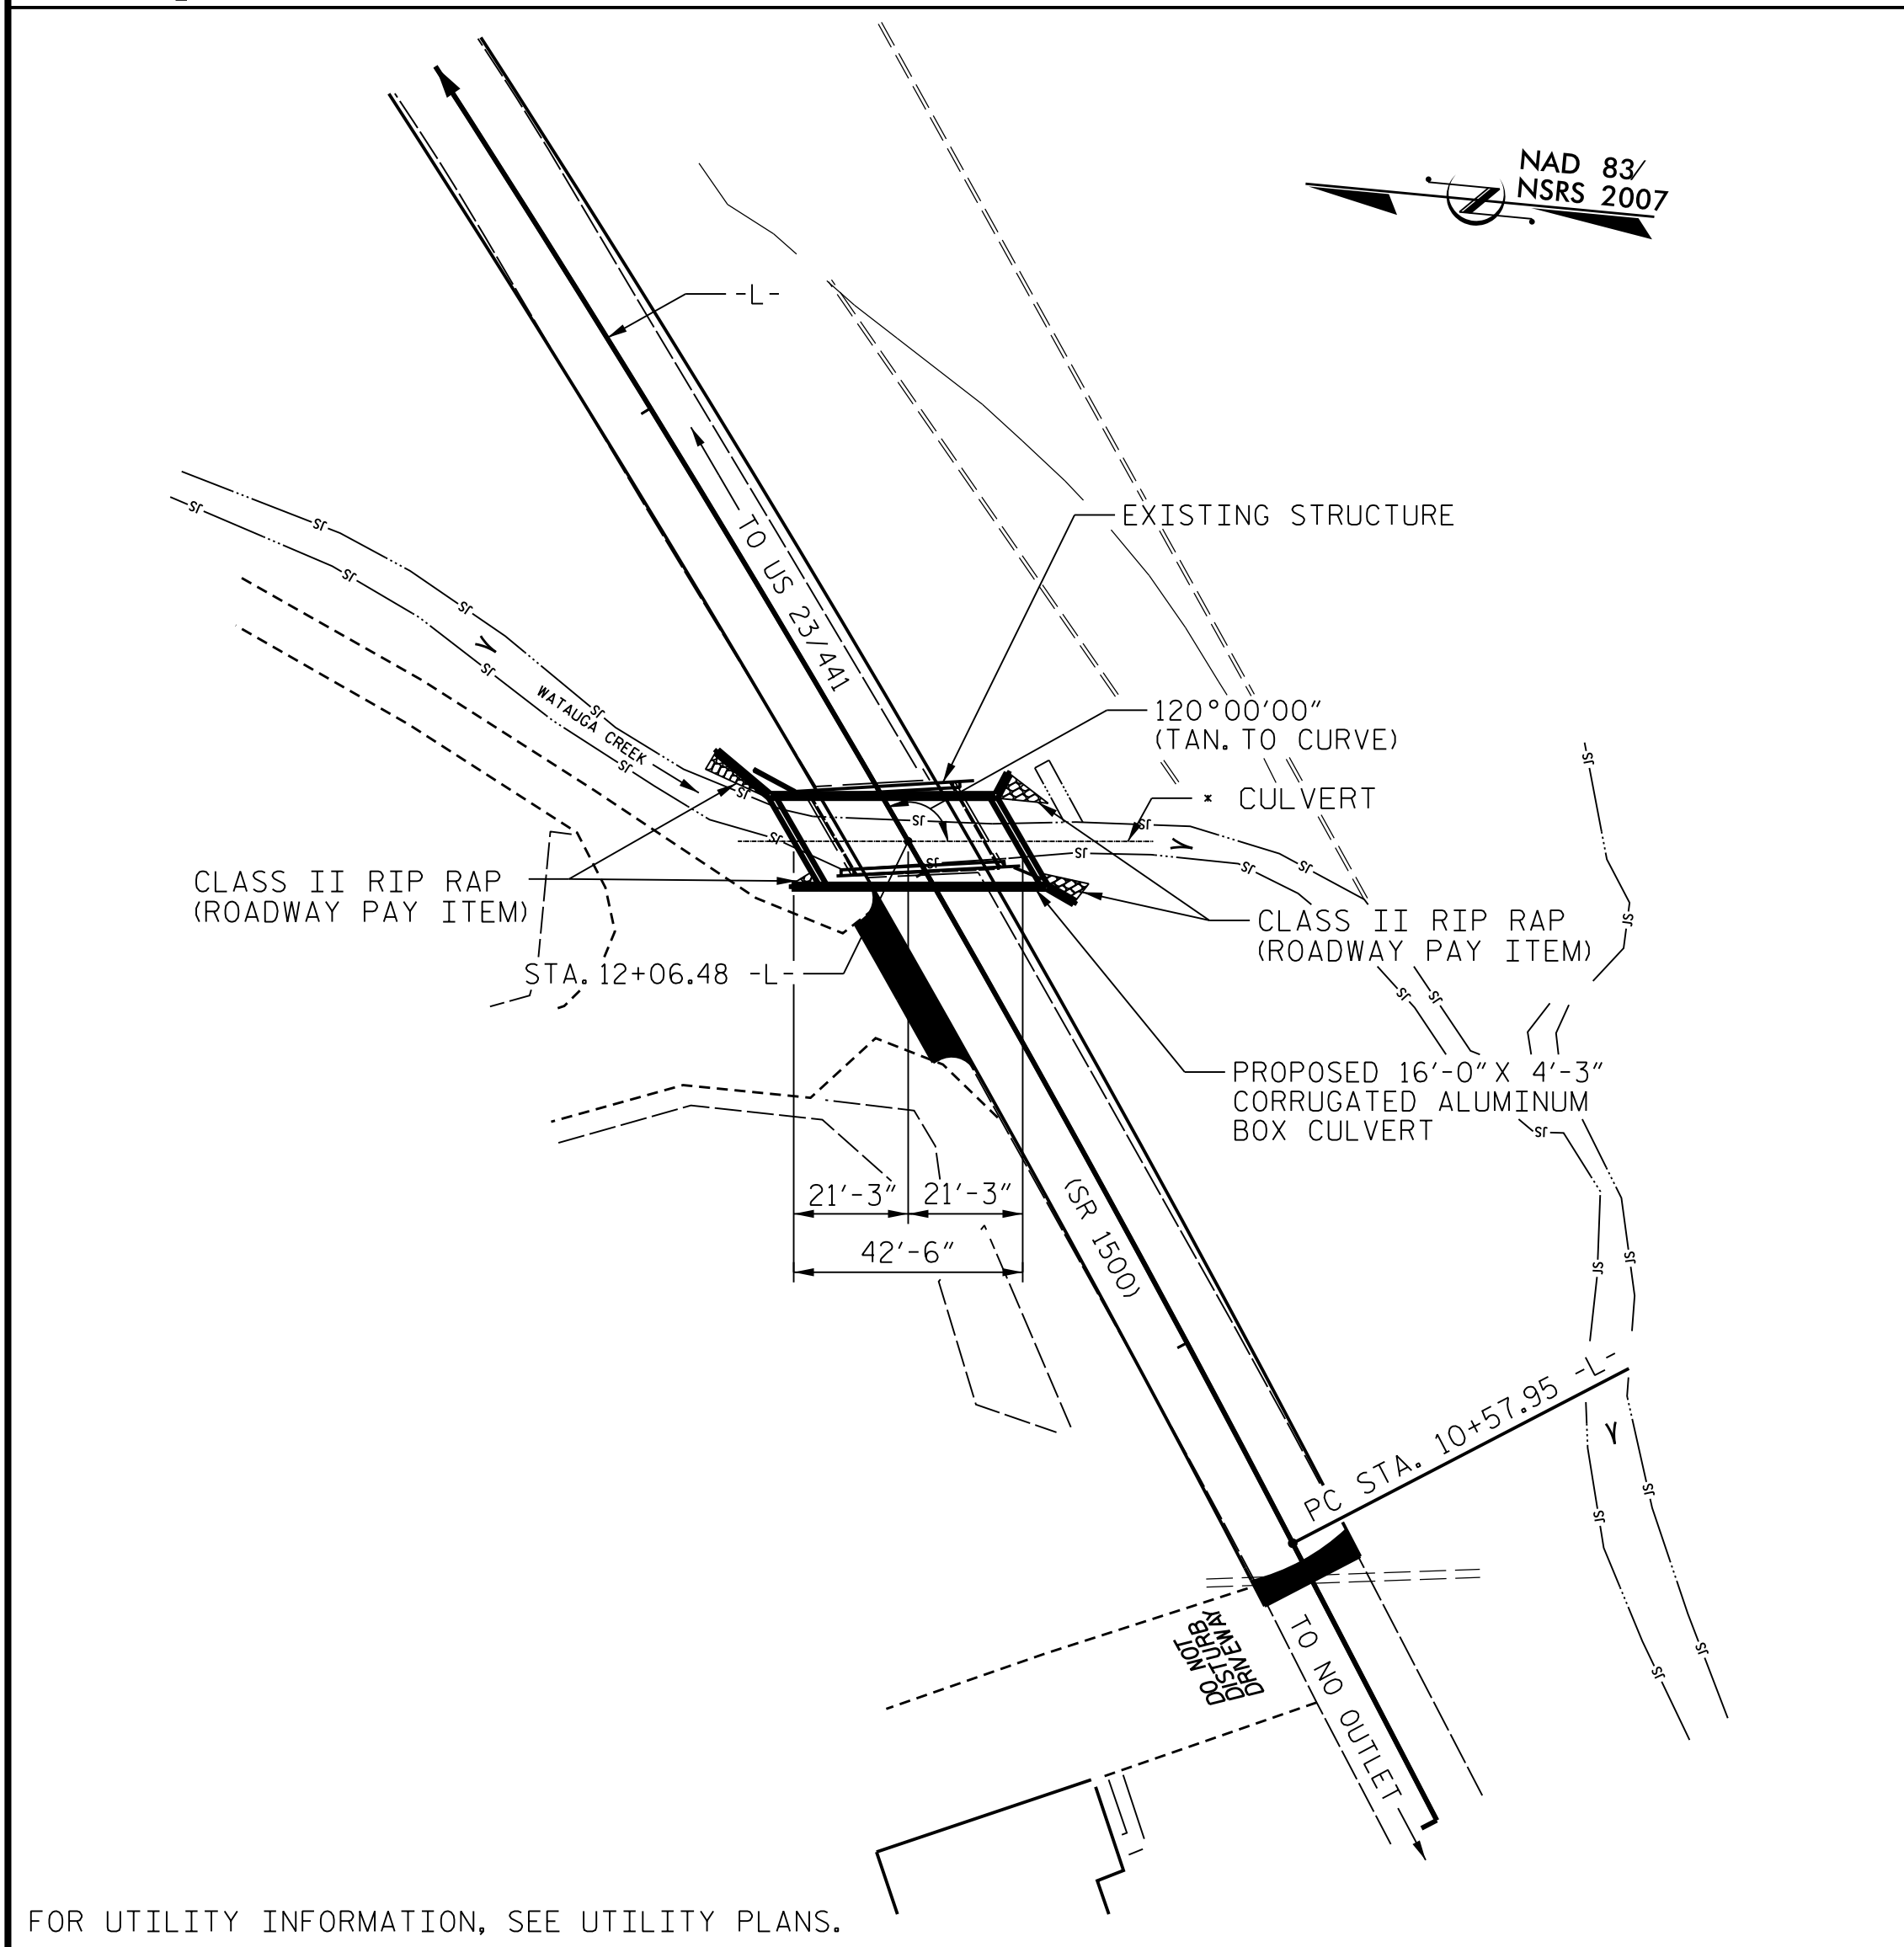 NAD 83/
NSRS 2007
-L-
EXISTING STRUCTURE
TO US 23/441
120°00'00"
(TAN. TO CURVE)
WATAUGA CREEK
* CULVERT
CLASS II RIP RAP
(ROADWAY PAY ITEM)
CLASS II RIP RAP
(ROADWAY PAY ITEM)
STA. 12+06.48 -L-
PROPOSED 16'-0" X 4'-3"
CORRUGATED ALUMINUM
BOX CULVERT
21'-3"
21'-3"
42'-6"
(SR 1500)
PC STA. 10+57.95 -L-
DO NOT
DISTURB
DRIVEWAY
TO NO OUTLET
FOR UTILITY INFORMATION, SEE UTILITY PLANS.